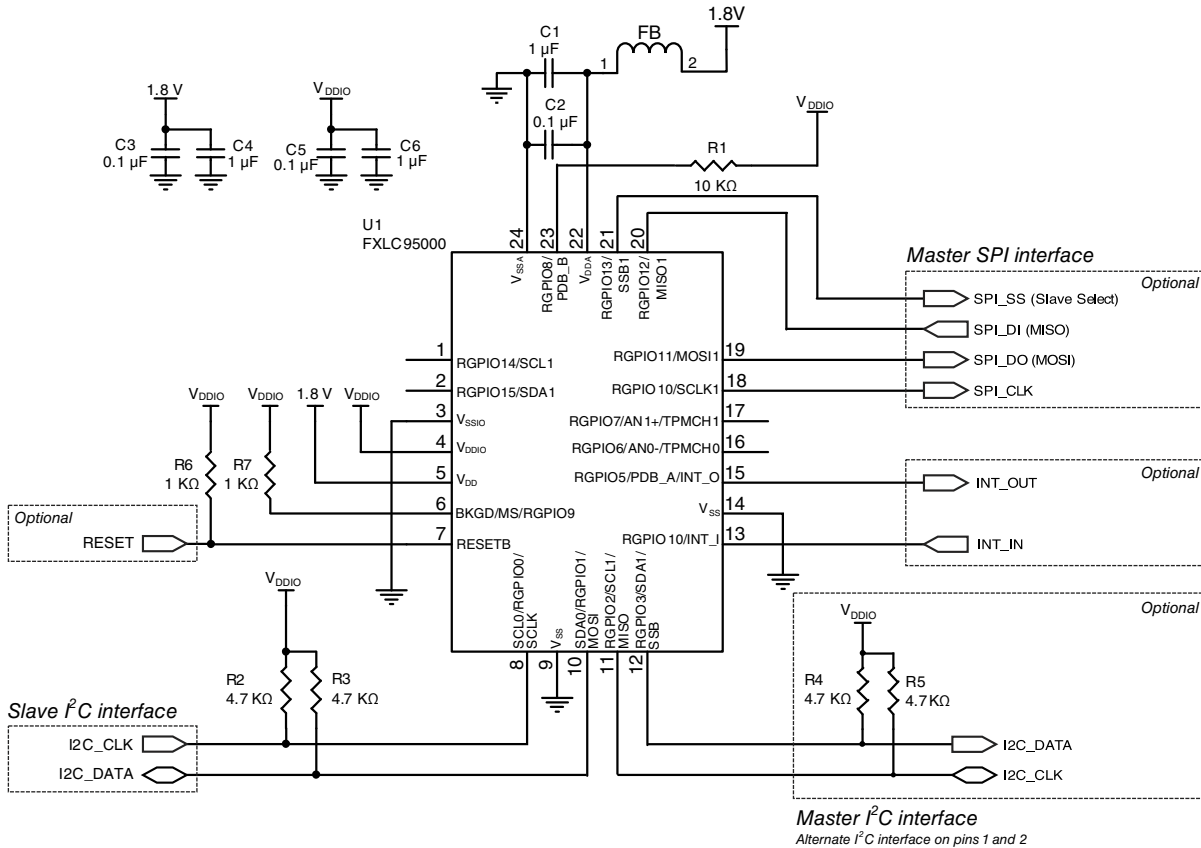 1.8V
FB
1
2
C1
1 µF
C2
0.1 µF
1.8 V
C3
0.1 µF
C4
1 µF
VDDIO
C5
0.1 µF
C6
1 µF
VDDIO
R1
10 KΩ
U1
FXLC95000
24
23
22
21
20
VSSA
RGPIO8/
PDB_B
VDDA
RGPIO13/
SSB1
RGPIO12/
MISO1
Master SPI interface
Optional
SPI_SS (Slave Select)
SPI_DI (MISO)
SPI_DO (MOSI)
SPI_CLK
1
RGPIO14/SCL1
2
RGPIO15/SDA1
3
VSSIO
4
VDDIO
5
VDD
6
BKGD/MS/RGPIO9
7
RESETB
RGPIO11/MOSI1
19
RGPIO10/SCLK1
18
RGPIO7/AN1+/TPMCH1
17
RGPIO6/AN0-/TPMCH0
16
RGPIO5/PDB_A/INT_O
15
VSS
14
RGPIO10/INT_I
13
VDDIO
VDDIO
1.8 V
VDDIO
R6
1 KΩ
R7
1 KΩ
Optional
RESET
Optional
INT_OUT
INT_IN
SCL0/RGPIO0/
SCLK
VSS
SDA0/RGPIO1/
MOSI
RGPIO2/SCL1/
MISO
RGPIO3/SDA1/
SSB
8
9
10
11
12
VDDIO
R2
4.7 KΩ
R3
4.7 KΩ
Slave I²C interface
I2C_CLK
I2C_DATA
Optional
VDDIO
R4
4.7 KΩ
R5
4.7 KΩ
I2C_DATA
I2C_CLK
Master I²C interface
Alternate I²C interface on pins 1 and 2